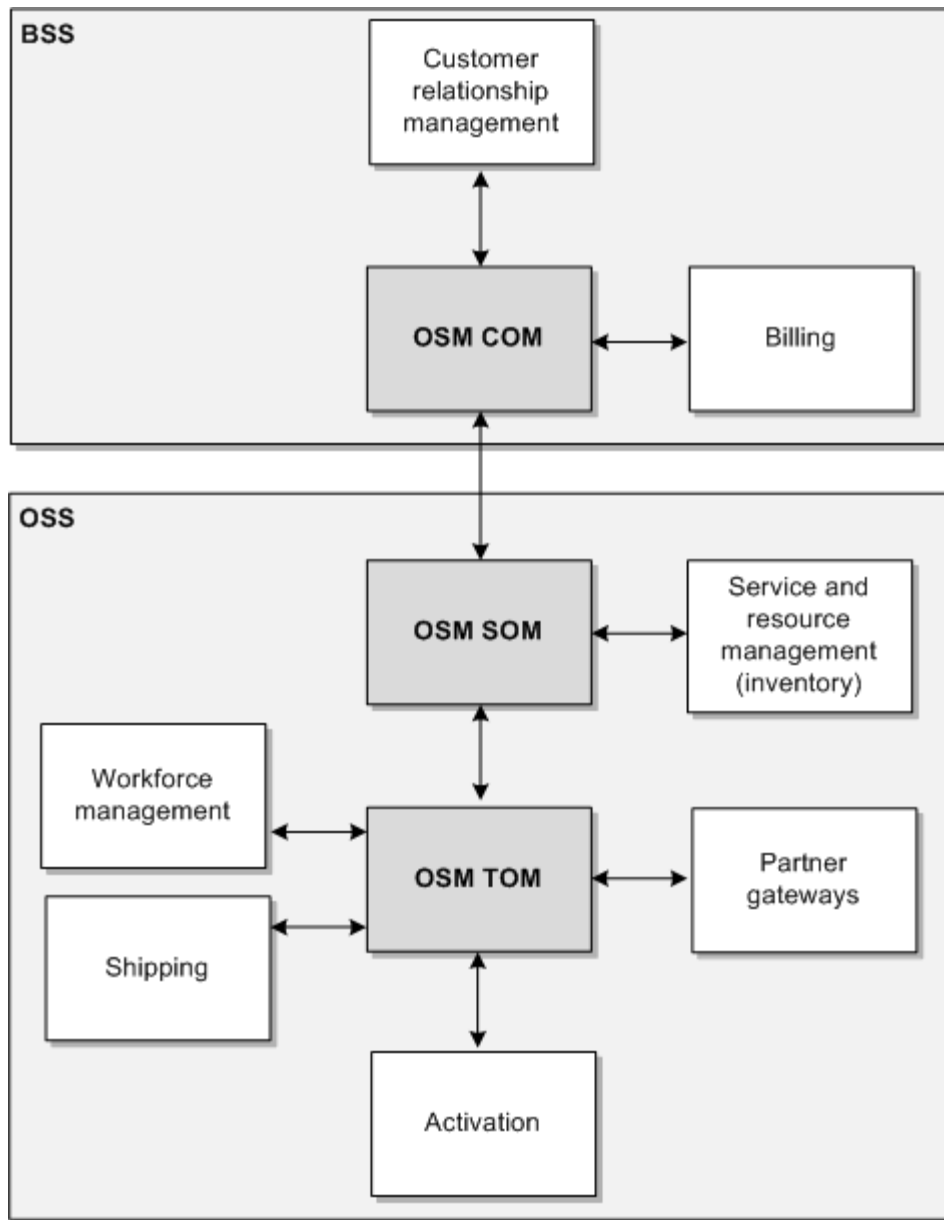 BSS
Customer
relationship
management
OSM COM
Billing
OSS
OSM SOM
Service and
resource
management
(inventory)
Workforce
management
OSM TOM
Partner
gateways
Shipping
Activation